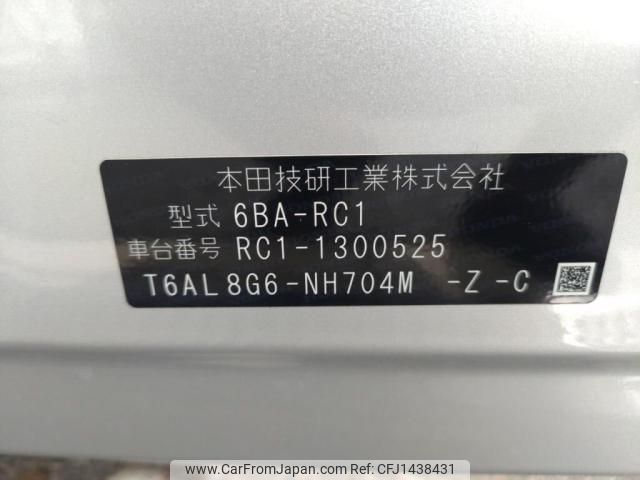 本田技研工業株式会社
型式 6BA-RC1
車台番号 RC1-1300525
T6AL8G6-NH704M -Z -C
www.CarFromJapan.com - CFJ1438431